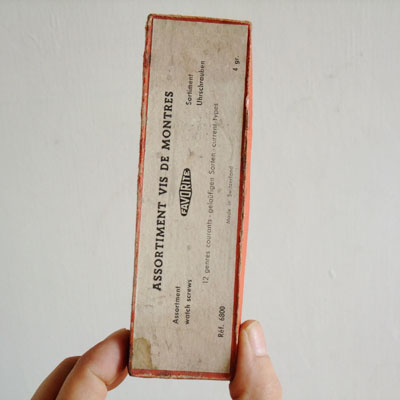 ASSORTIMENT VIS DE MONTRES
Assortment
watch screws
FAVORITE
Sortiment
Uhrschrauben
12 genres courants - geläufigen Sorten - current types
Réf. 6800
Made in Switzerland
4 gr.